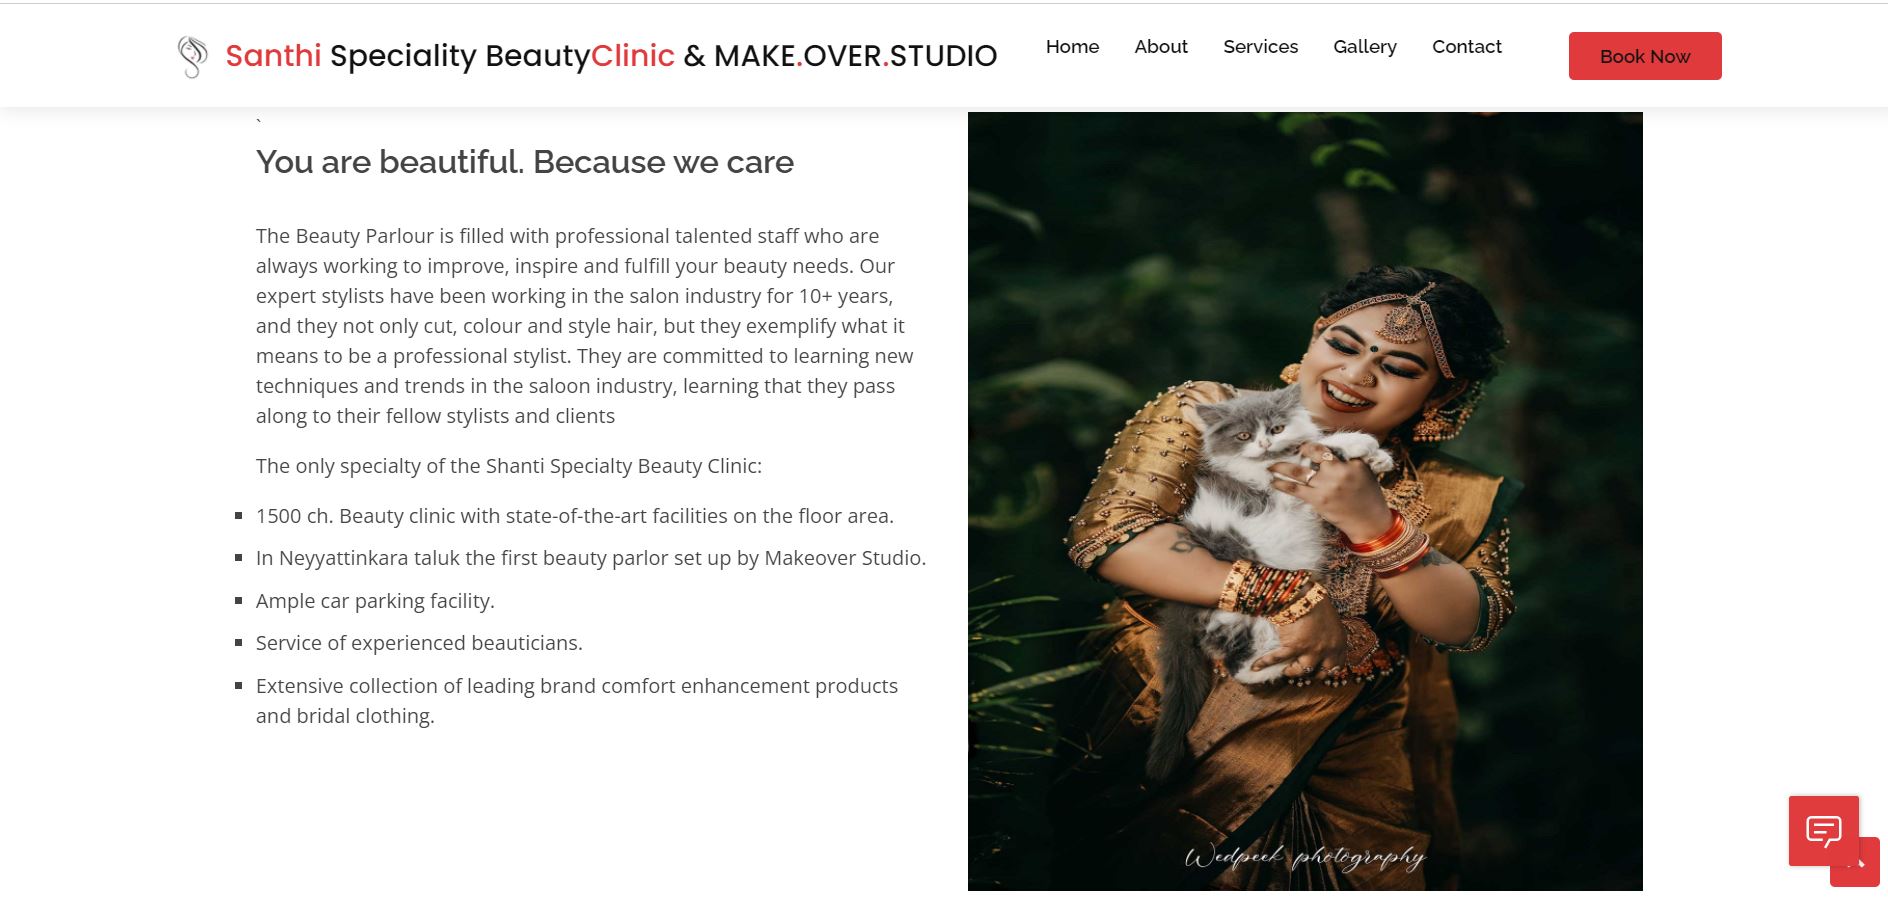 Santhi Speciality BeautyClinic & MAKE.OVER.STUDIO
Home About Services Gallery Contact
Book Now
`
You are beautiful. Because we care
The Beauty Parlour is filled with professional talented staff who are
always working to improve, inspire and fulfill your beauty needs. Our
expert stylists have been working in the salon industry for 10+ years,
and they not only cut, colour and style hair, but they exemplify what it
means to be a professional stylist. They are committed to learning new
techniques and trends in the saloon industry, learning that they pass
along to their fellow stylists and clients
The only specialty of the Shanti Specialty Beauty Clinic:
1500 ch. Beauty clinic with state-of-the-art facilities on the floor area.
In Neyyattinkara taluk the first beauty parlor set up by Makeover Studio.
Ample car parking facility.
Service of experienced beauticians.
Extensive collection of leading brand comfort enhancement products
and bridal clothing.
Wedpeek photography